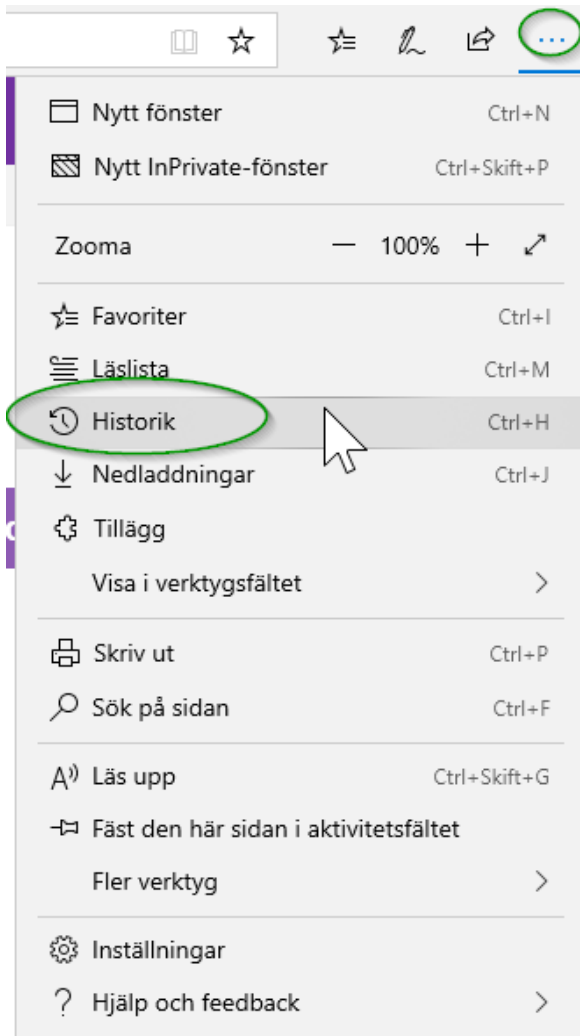 ...
Nytt fönster Ctrl+N
Nytt InPrivate-fönster Ctrl+Skift+P
Zooma — 100% +
Favoriter Ctrl+I
Läslista Ctrl+M
Historik Ctrl+H
Nedladdningar Ctrl+J
Tillägg
Visa i verktygsfältet
Skriv ut Ctrl+P
Sök på sidan Ctrl+F
Läs upp Ctrl+Skift+G
Fäst den här sidan i aktivitetsfältet
Fler verktyg
Inställningar
Hjälp och feedback